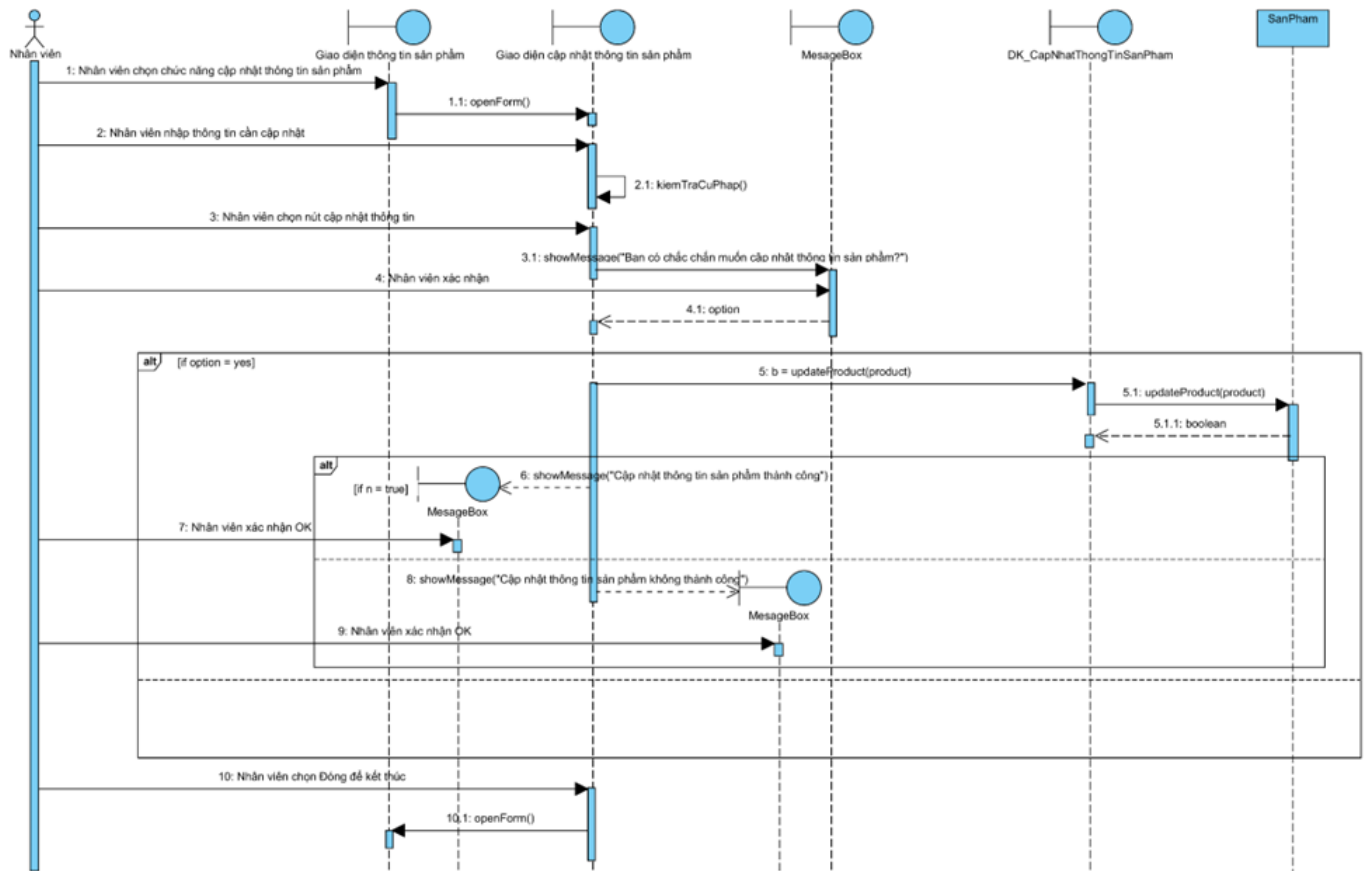 SanPham
Nhân viên
Giao diện thông tin sản phẩm
Giao diện cập nhật thông tin sản phẩm
MesageBox
DK_CapNhatThongTinSanPham
1: Nhân viên chọn chức năng cập nhật thông tin sản phẩm
1.1: openForm()
2: Nhân viên nhập thông tin cần cập nhật
2.1: kiemTraCuPhap()
3: Nhân viên chọn nút cập nhật thông tin
3.1: showMessage("Bạn có chắc chắn muốn cập nhật thông tin sản phẩm?")
4: Nhân viên xác nhận
4.1: option
alt
[if option = yes]
5: b = updateProduct(product)
5.1: updateProduct(product)
5.1.1: boolean
alt
[if n = true]
6: showMessage("Cập nhật thông tin sản phẩm thành công")
MesageBox
7: Nhân viên xác nhận OK
8: showMessage("Cập nhật thông tin sản phẩm không thành công")
MesageBox
9: Nhân viên xác nhận OK
10: Nhân viên chọn Đóng để kết thúc
10.1: openForm()